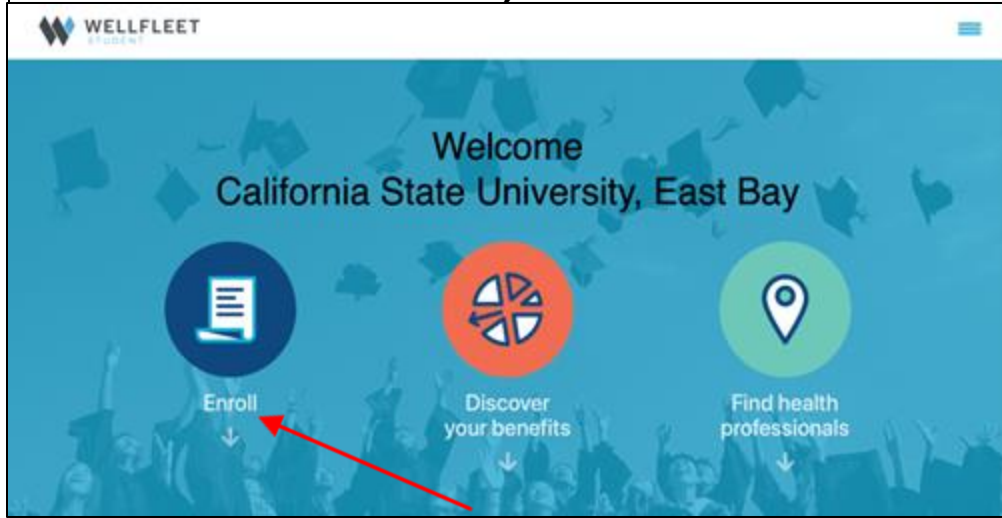 WELLFLEET
STUDENT
Welcome
California State University, East Bay
Enroll
Discover
your benefits
Find health
professionals